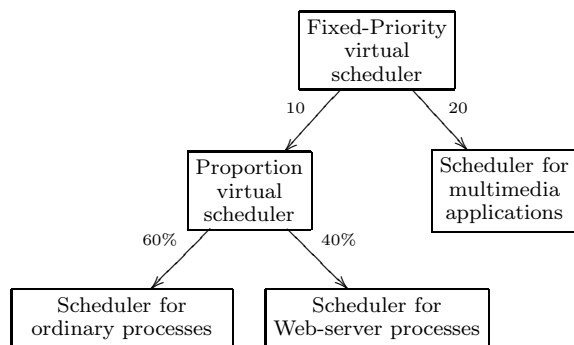 Fixed-Priority
virtual
scheduler
10
20
Proportion
virtual
scheduler
Scheduler for
multimedia
applications
60%
40%
Scheduler for
ordinary processes
Scheduler for
Web-server processes